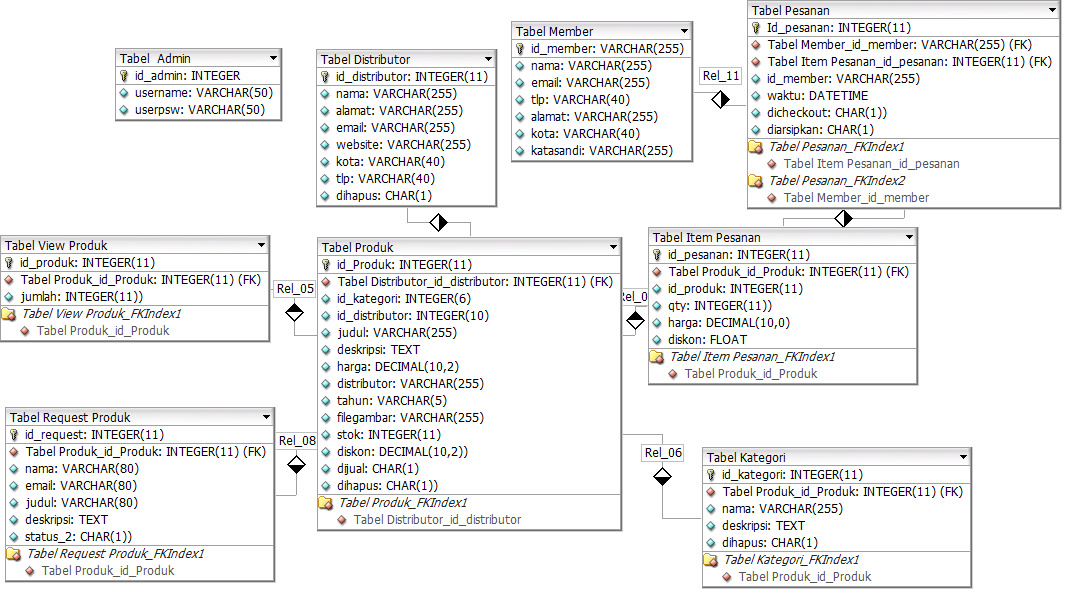 Tabel  Admin
id_admin: INTEGER
username: VARCHAR(50)
userpsw: VARCHAR(50)
Tabel Distributor
id_distributor: INTEGER(11)
nama: VARCHAR(255)
alamat: VARCHAR(255)
email: VARCHAR(255)
website: VARCHAR(255)
kota: VARCHAR(40)
tlp: VARCHAR(40)
dihapus: CHAR(1)
Tabel Member
id_member: VARCHAR(255)
nama: VARCHAR(255)
email: VARCHAR(255)
tlp: VARCHAR(40)
alamat: VARCHAR(255)
kota: VARCHAR(40)
katasandi: VARCHAR(255)
Rel_11
Tabel Pesanan
Id_pesanan: INTEGER(11)
Tabel Member_id_member: VARCHAR(255) (FK)
Tabel Item Pesanan_id_pesanan: INTEGER(11) (FK)
id_member: VARCHAR(255)
waktu: DATETIME
dicheckout: CHAR(1))
diarsipkan: CHAR(1)
Tabel Pesanan_FKIndex1
Tabel Item Pesanan_id_pesanan
Tabel Pesanan_FKIndex2
Tabel Member_id_member
Tabel View Produk
id_produk: INTEGER(11)
Tabel Produk_id_Produk: INTEGER(11) (FK)
jumlah: INTEGER(11))
Tabel View Produk_FKIndex1
Tabel Produk_id_Produk
Rel_05
Tabel Produk
id_Produk: INTEGER(11)
Tabel Distributor_id_distributor: INTEGER(11) (FK)
id_kategori: INTEGER(6)
id_distributor: INTEGER(10)
judul: VARCHAR(255)
deskripsi: TEXT
harga: DECIMAL(10,2)
distributor: VARCHAR(255)
tahun: VARCHAR(5)
filegambar: VARCHAR(255)
stok: INTEGER(11)
diskon: DECIMAL(10,2))
dijual: CHAR(1)
dihapus: CHAR(1))
Tabel Produk_FKIndex1
Tabel Distributor_id_distributor
Tabel Item Pesanan
id_pesanan: INTEGER(11)
Tabel Produk_id_Produk: INTEGER(11) (FK)
id_produk: INTEGER(11)
qty: INTEGER(11))
harga: DECIMAL(10,0)
diskon: FLOAT
Tabel Item Pesanan_FKIndex1
Tabel Produk_id_Produk
Tabel Request Produk
id_request: INTEGER(11)
Tabel Produk_id_Produk: INTEGER(11) (FK)
nama: VARCHAR(80)
email: VARCHAR(80)
judul: VARCHAR(80)
deskripsi: TEXT
status_2: CHAR(1))
Tabel Request Produk_FKIndex1
Tabel Produk_id_Produk
Rel_08
Rel_06
Tabel Kategori
id_kategori: INTEGER(11)
Tabel Produk_id_Produk: INTEGER(11) (FK)
nama: VARCHAR(255)
deskripsi: TEXT
dihapus: CHAR(1)
Tabel Kategori_FKIndex1
Tabel Produk_id_Produk